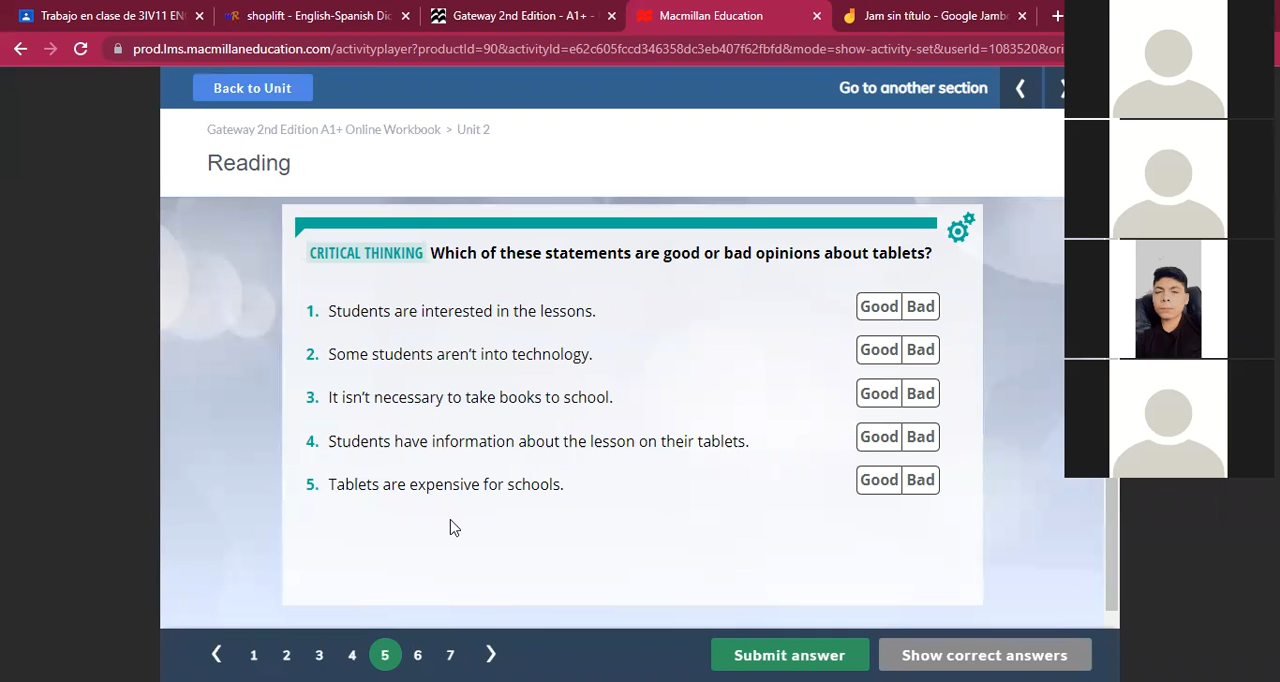 Trabajo en clase de 3IV11 EN
shoplift - English-Spanish Dic
Gateway 2nd Edition - A1+ -
Macmillan Education
Jam sin título - Google Jamb
prod.lms.macmillaneducation.com/activityplayer?productId=90&activityId=e62c605fccd346358dc3eb407f62fbfd&mode=show-activity-set&userId=1083520&ori
Back to Unit
Go to another section
Gateway 2nd Edition A1+ Online Workbook > Unit 2
Reading
CRITICAL THINKING Which of these statements are good or bad opinions about tablets?
1. Students are interested in the lessons. Good Bad
2. Some students aren't into technology. Good Bad
3. It isn't necessary to take books to school. Good Bad
4. Students have information about the lesson on their tablets. Good Bad
5. Tablets are expensive for schools. Good Bad
1 2 3 4 5 6 7
Submit answer
Show correct answers